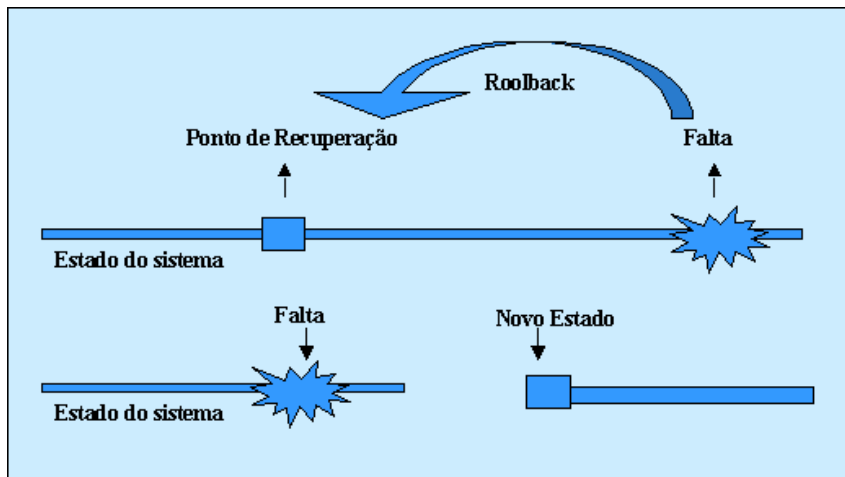 Roolback
Ponto de Recuperação
Falta
Estado do sistema
Falta
Novo Estado
Estado do sistema